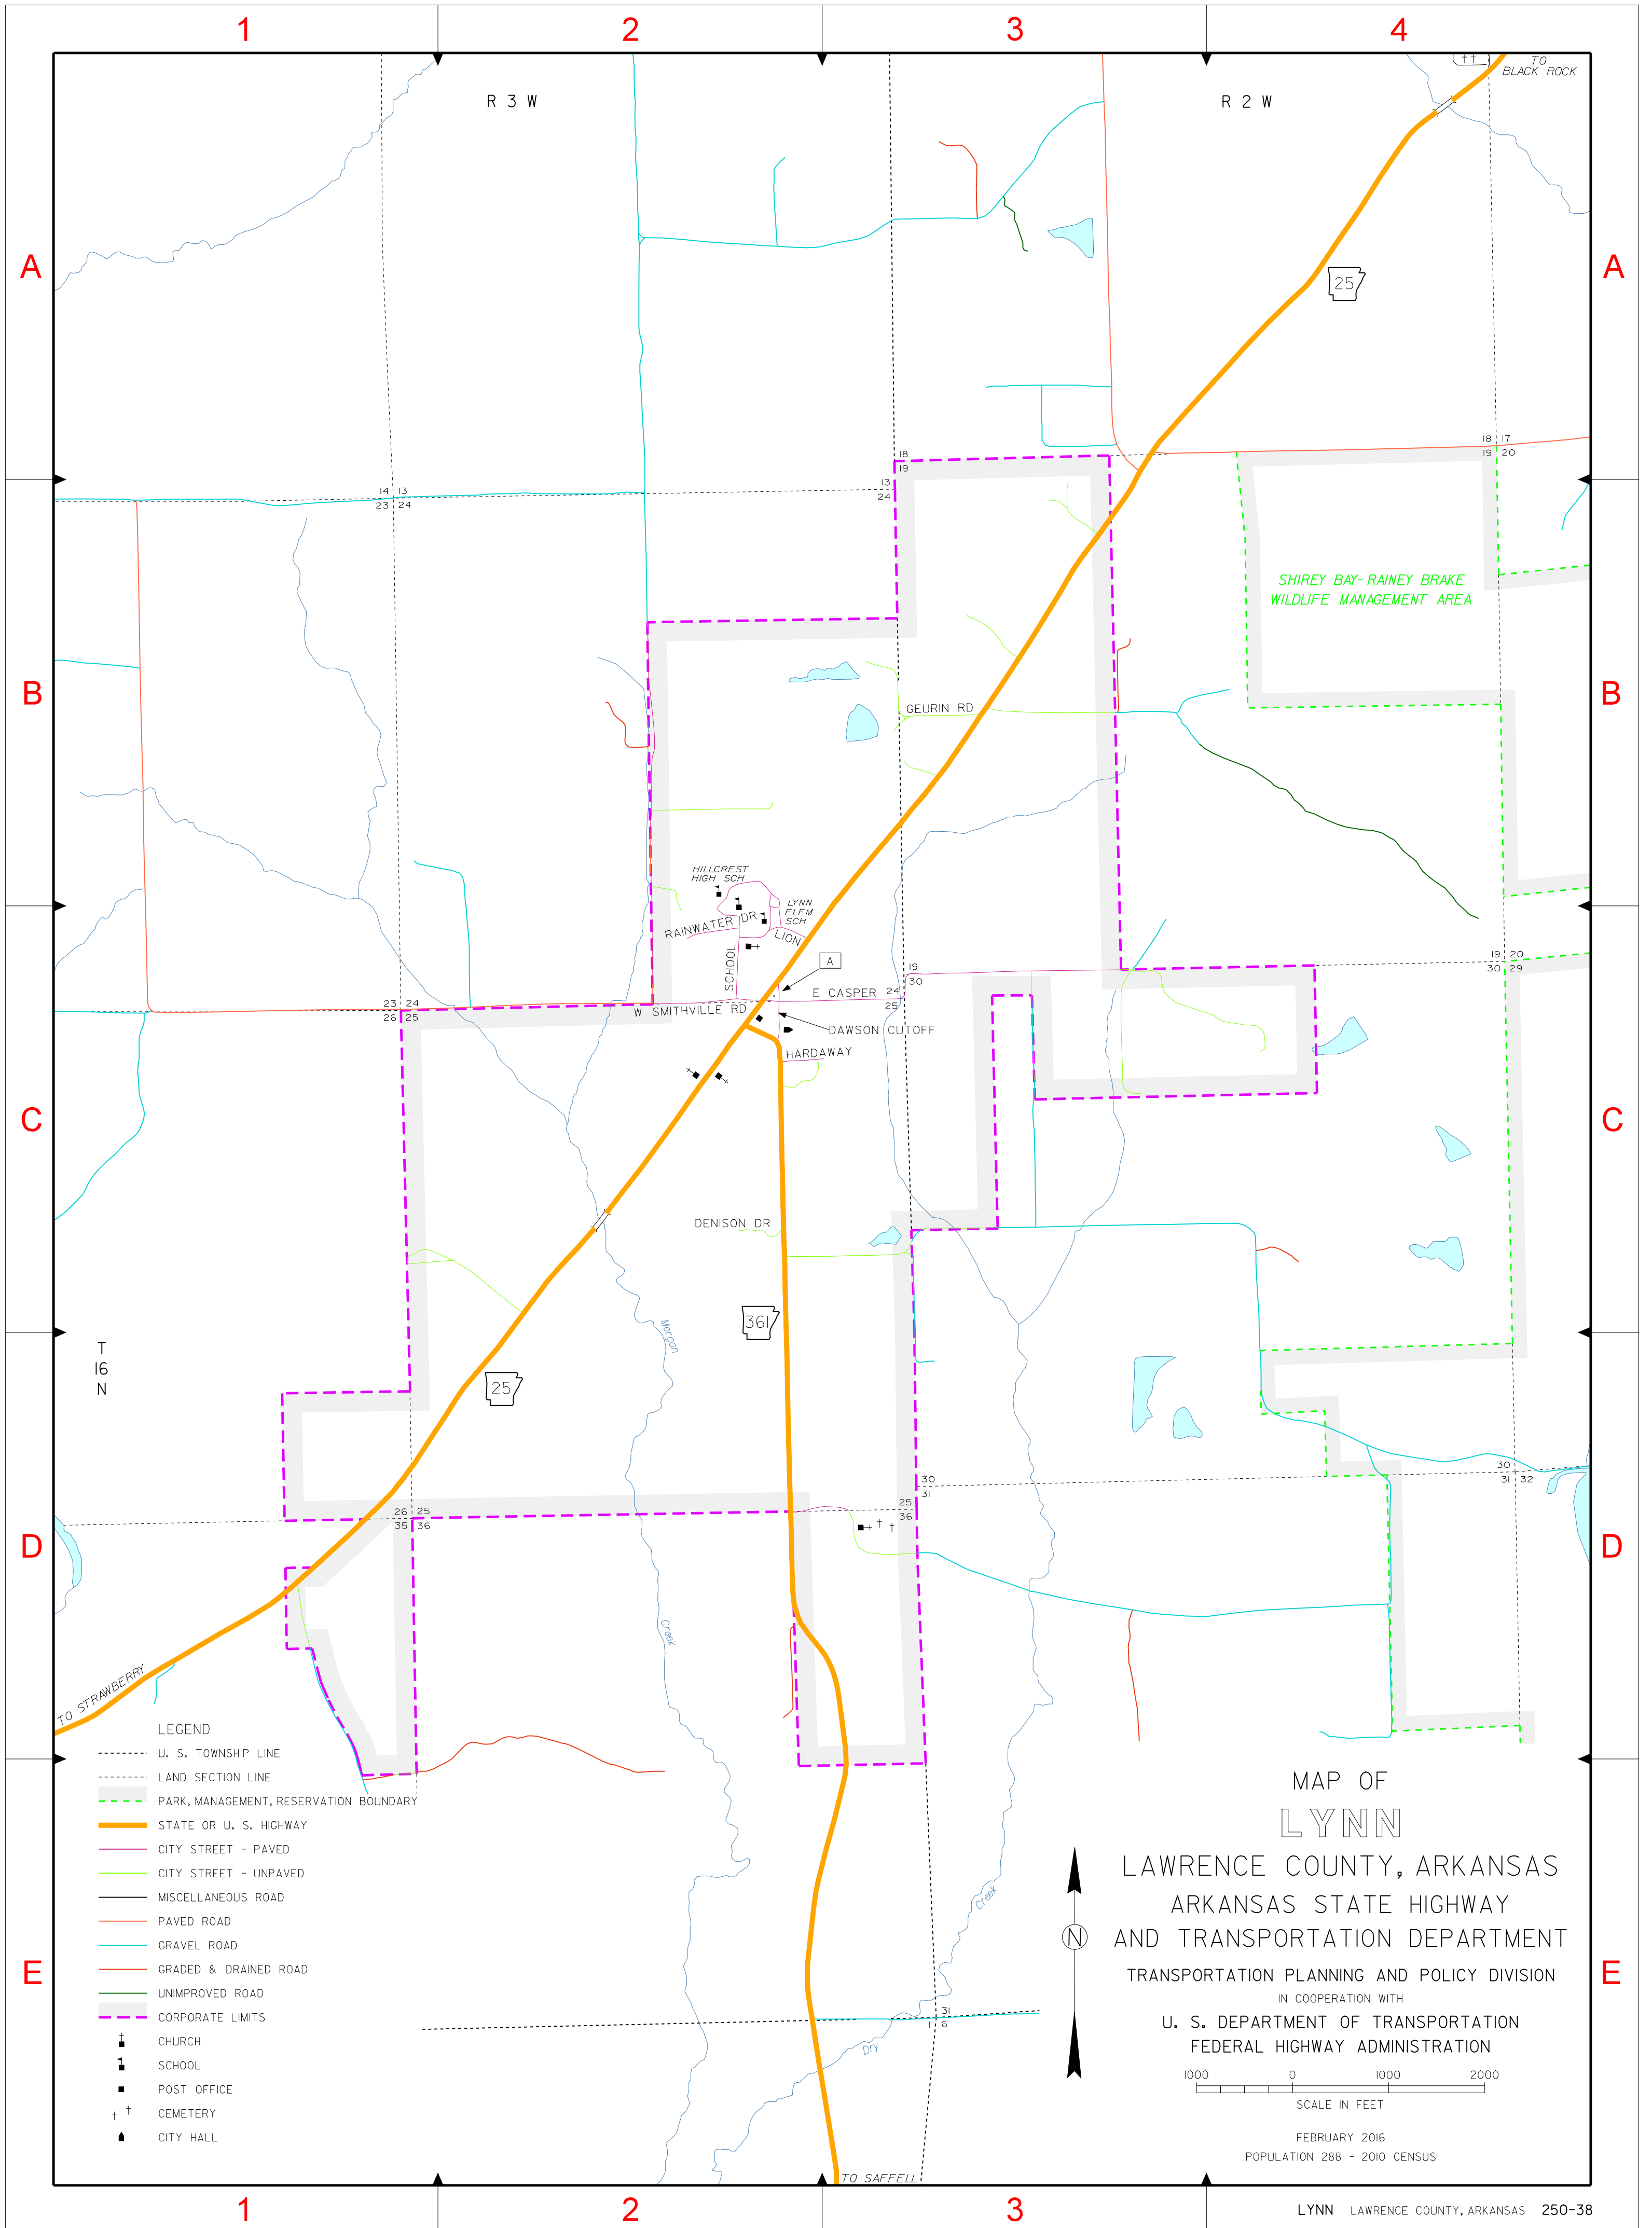 1 2 3 4
TO
BLACK ROCK
R 3 W
R 2 W
A
A
25
18 17
19 20
18
19
14 13
23 24
13
24
SHIREY BAY-RAINEY BRAKE
WILDLIFE MANAGEMENT AREA
B
B
GEURIN RD
HILLCREST
HIGH SCH
LYNN
ELEM
SCH
RAINWATER DR
LION
SCHOOL
A
19
30
19 20
30 29
E CASPER
24
25
23 24
26 25
W SMITHVILLE RD
DAWSON CUTOFF
HARDAWAY
C
C
DENISON DR
361
Morgan
T
16
N
25
30
31
30
31 32
26 25
35 36
25
36
D
D
Creek
TO STRAWBERRY
LEGEND
U. S. TOWNSHIP LINE
LAND SECTION LINE
PARK, MANAGEMENT, RESERVATION BOUNDARY
STATE OR U. S. HIGHWAY
CITY STREET - PAVED
CITY STREET - UNPAVED
MISCELLANEOUS ROAD
PAVED ROAD
GRAVEL ROAD
GRADED & DRAINED ROAD
UNIMPROVED ROAD
CORPORATE LIMITS
CHURCH
SCHOOL
POST OFFICE
CEMETERY
CITY HALL
E
E
Creek
Dry
31
1 6
TO SAFFELL
MAP OF
LYNN
LAWRENCE COUNTY, ARKANSAS
ARKANSAS STATE HIGHWAY
AND TRANSPORTATION DEPARTMENT
TRANSPORTATION PLANNING AND POLICY DIVISION
IN COOPERATION WITH
U. S. DEPARTMENT OF TRANSPORTATION
FEDERAL HIGHWAY ADMINISTRATION
N
1000 0 1000 2000
SCALE IN FEET
FEBRUARY 2016
POPULATION 288 - 2010 CENSUS
1 2 3
LYNN LAWRENCE COUNTY, ARKANSAS 250-38